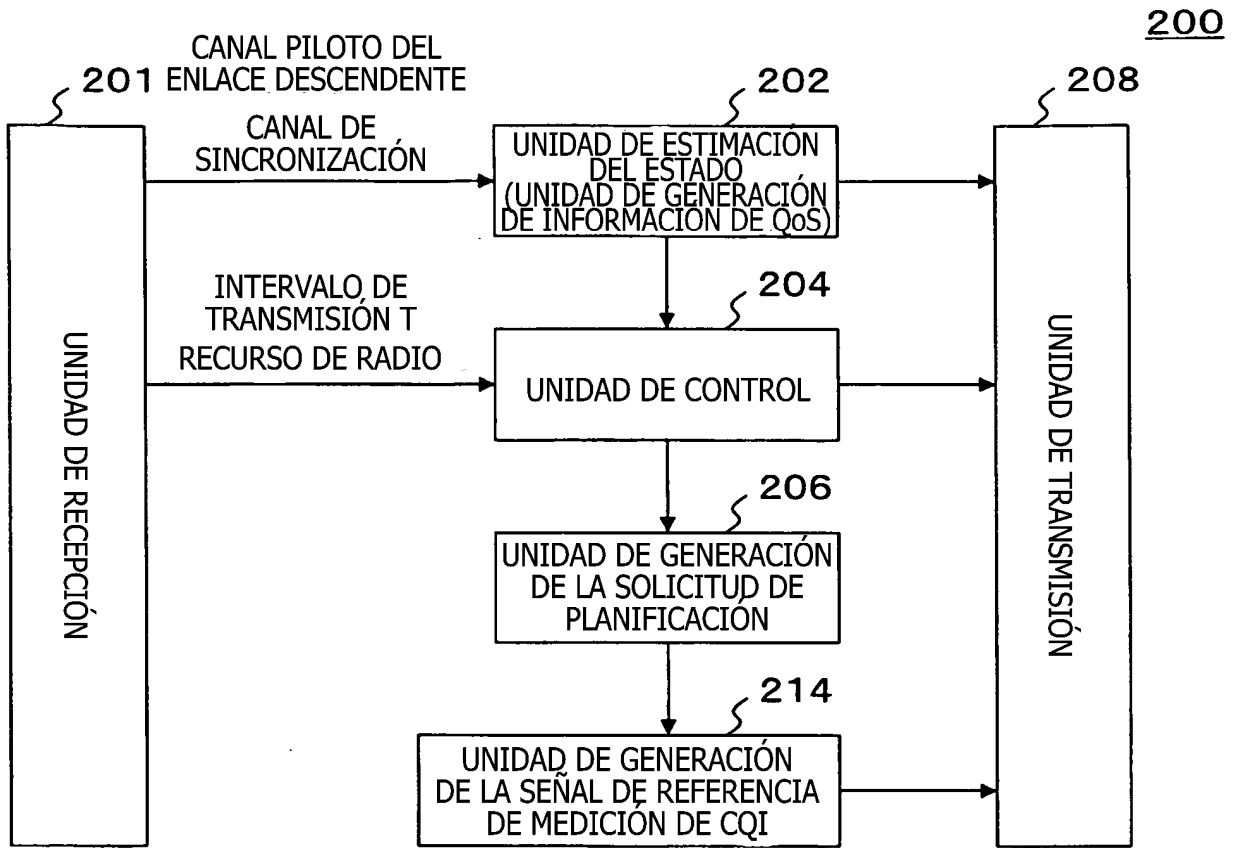 200
CANAL PILOTO DEL
ENLACE DESCENDENTE
201
202
208
CANAL DE
SINCRONIZACIÓN
UNIDAD DE ESTIMACIÓN
DEL ESTADO
(UNIDAD DE GENERACIÓN
DE INFORMACIÓN DE QoS)
INTERVALO DE
TRANSMISIÓN T
RECURSO DE RADIO
204
UNIDAD DE CONTROL
UNIDAD DE RECEPCIÓN
UNIDAD DE TRANSMISIÓN
206
UNIDAD DE GENERACIÓN
DE LA SOLICITUD DE
PLANIFICACIÓN
214
UNIDAD DE GENERACIÓN
DE LA SEÑAL DE REFERENCIA
DE MEDICIÓN DE CQI